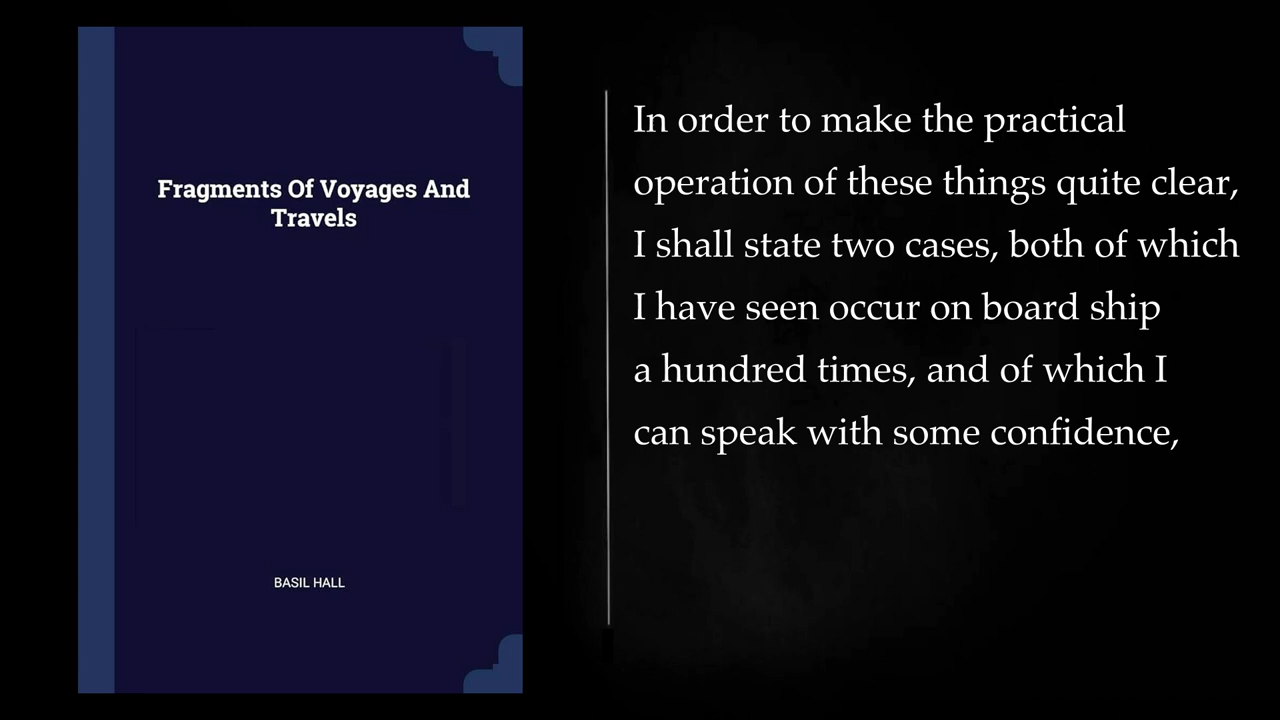 Fragments Of Voyages And
Travels
BASIL HALL
In order to make the practical
operation of these things quite clear,
I shall state two cases, both of which
I have seen occur on board ship
a hundred times, and of which I
can speak with some confidence,